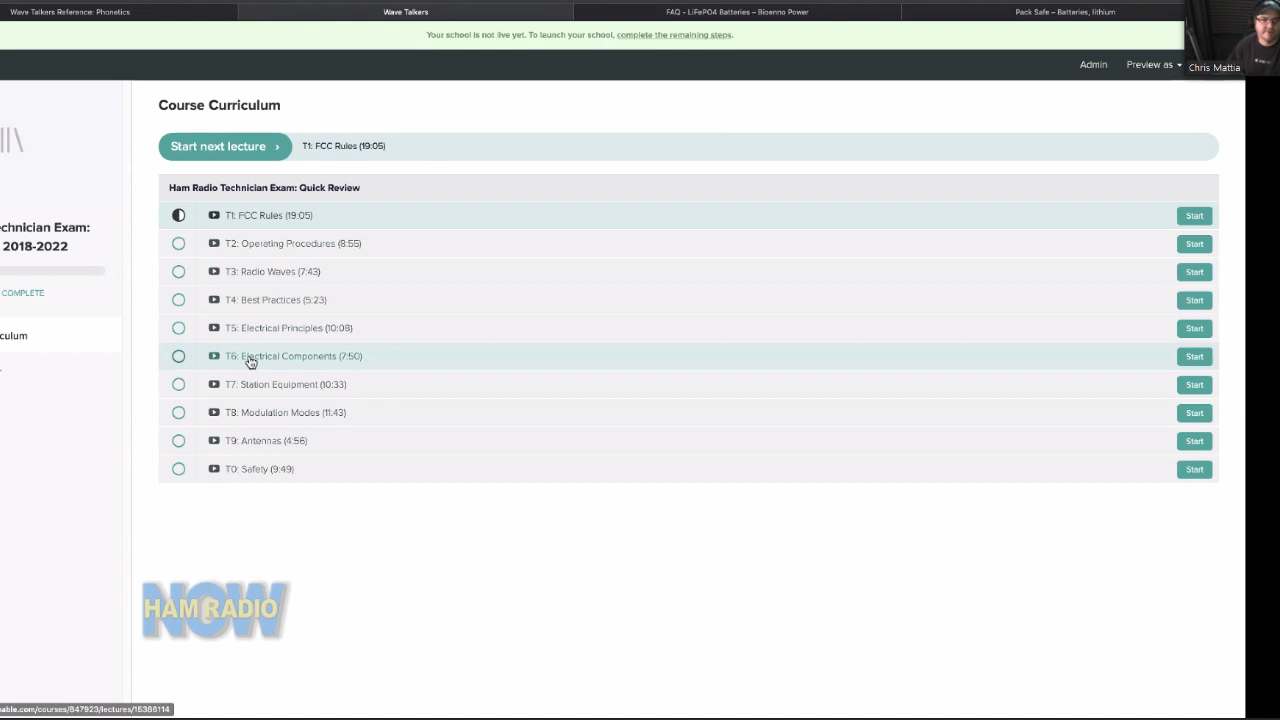 Wave Talkers Reference: Phonetics
Wave Talkers
FAQ - LiFePO4 Batteries – Bioenno Power
Pack Safe – Batteries, lithium
Your school is not live yet. To launch your school, complete the remaining steps.
Admin
Preview as
Chris Mattia
Course Curriculum
Start next lecture ›
T1: FCC Rules (19:05)
Ham Radio Technician Exam: Quick Review
T1: FCC Rules (19:05)
Start
T2: Operating Procedures (8:55)
Start
T3: Radio Waves (7:43)
Start
T4: Best Practices (5:23)
Start
T5: Electrical Principles (10:08)
Start
T6: Electrical Components (7:50)
Start
T7: Station Equipment (10:33)
Start
T8: Modulation Modes (11:43)
Start
T9: Antennas (4:56)
Start
T0: Safety (9:49)
Start
echnician Exam:
2018-2022
COMPLETE
culum
HAM RADIO
NOW
nable.com/courses/847923/lectures/15386114